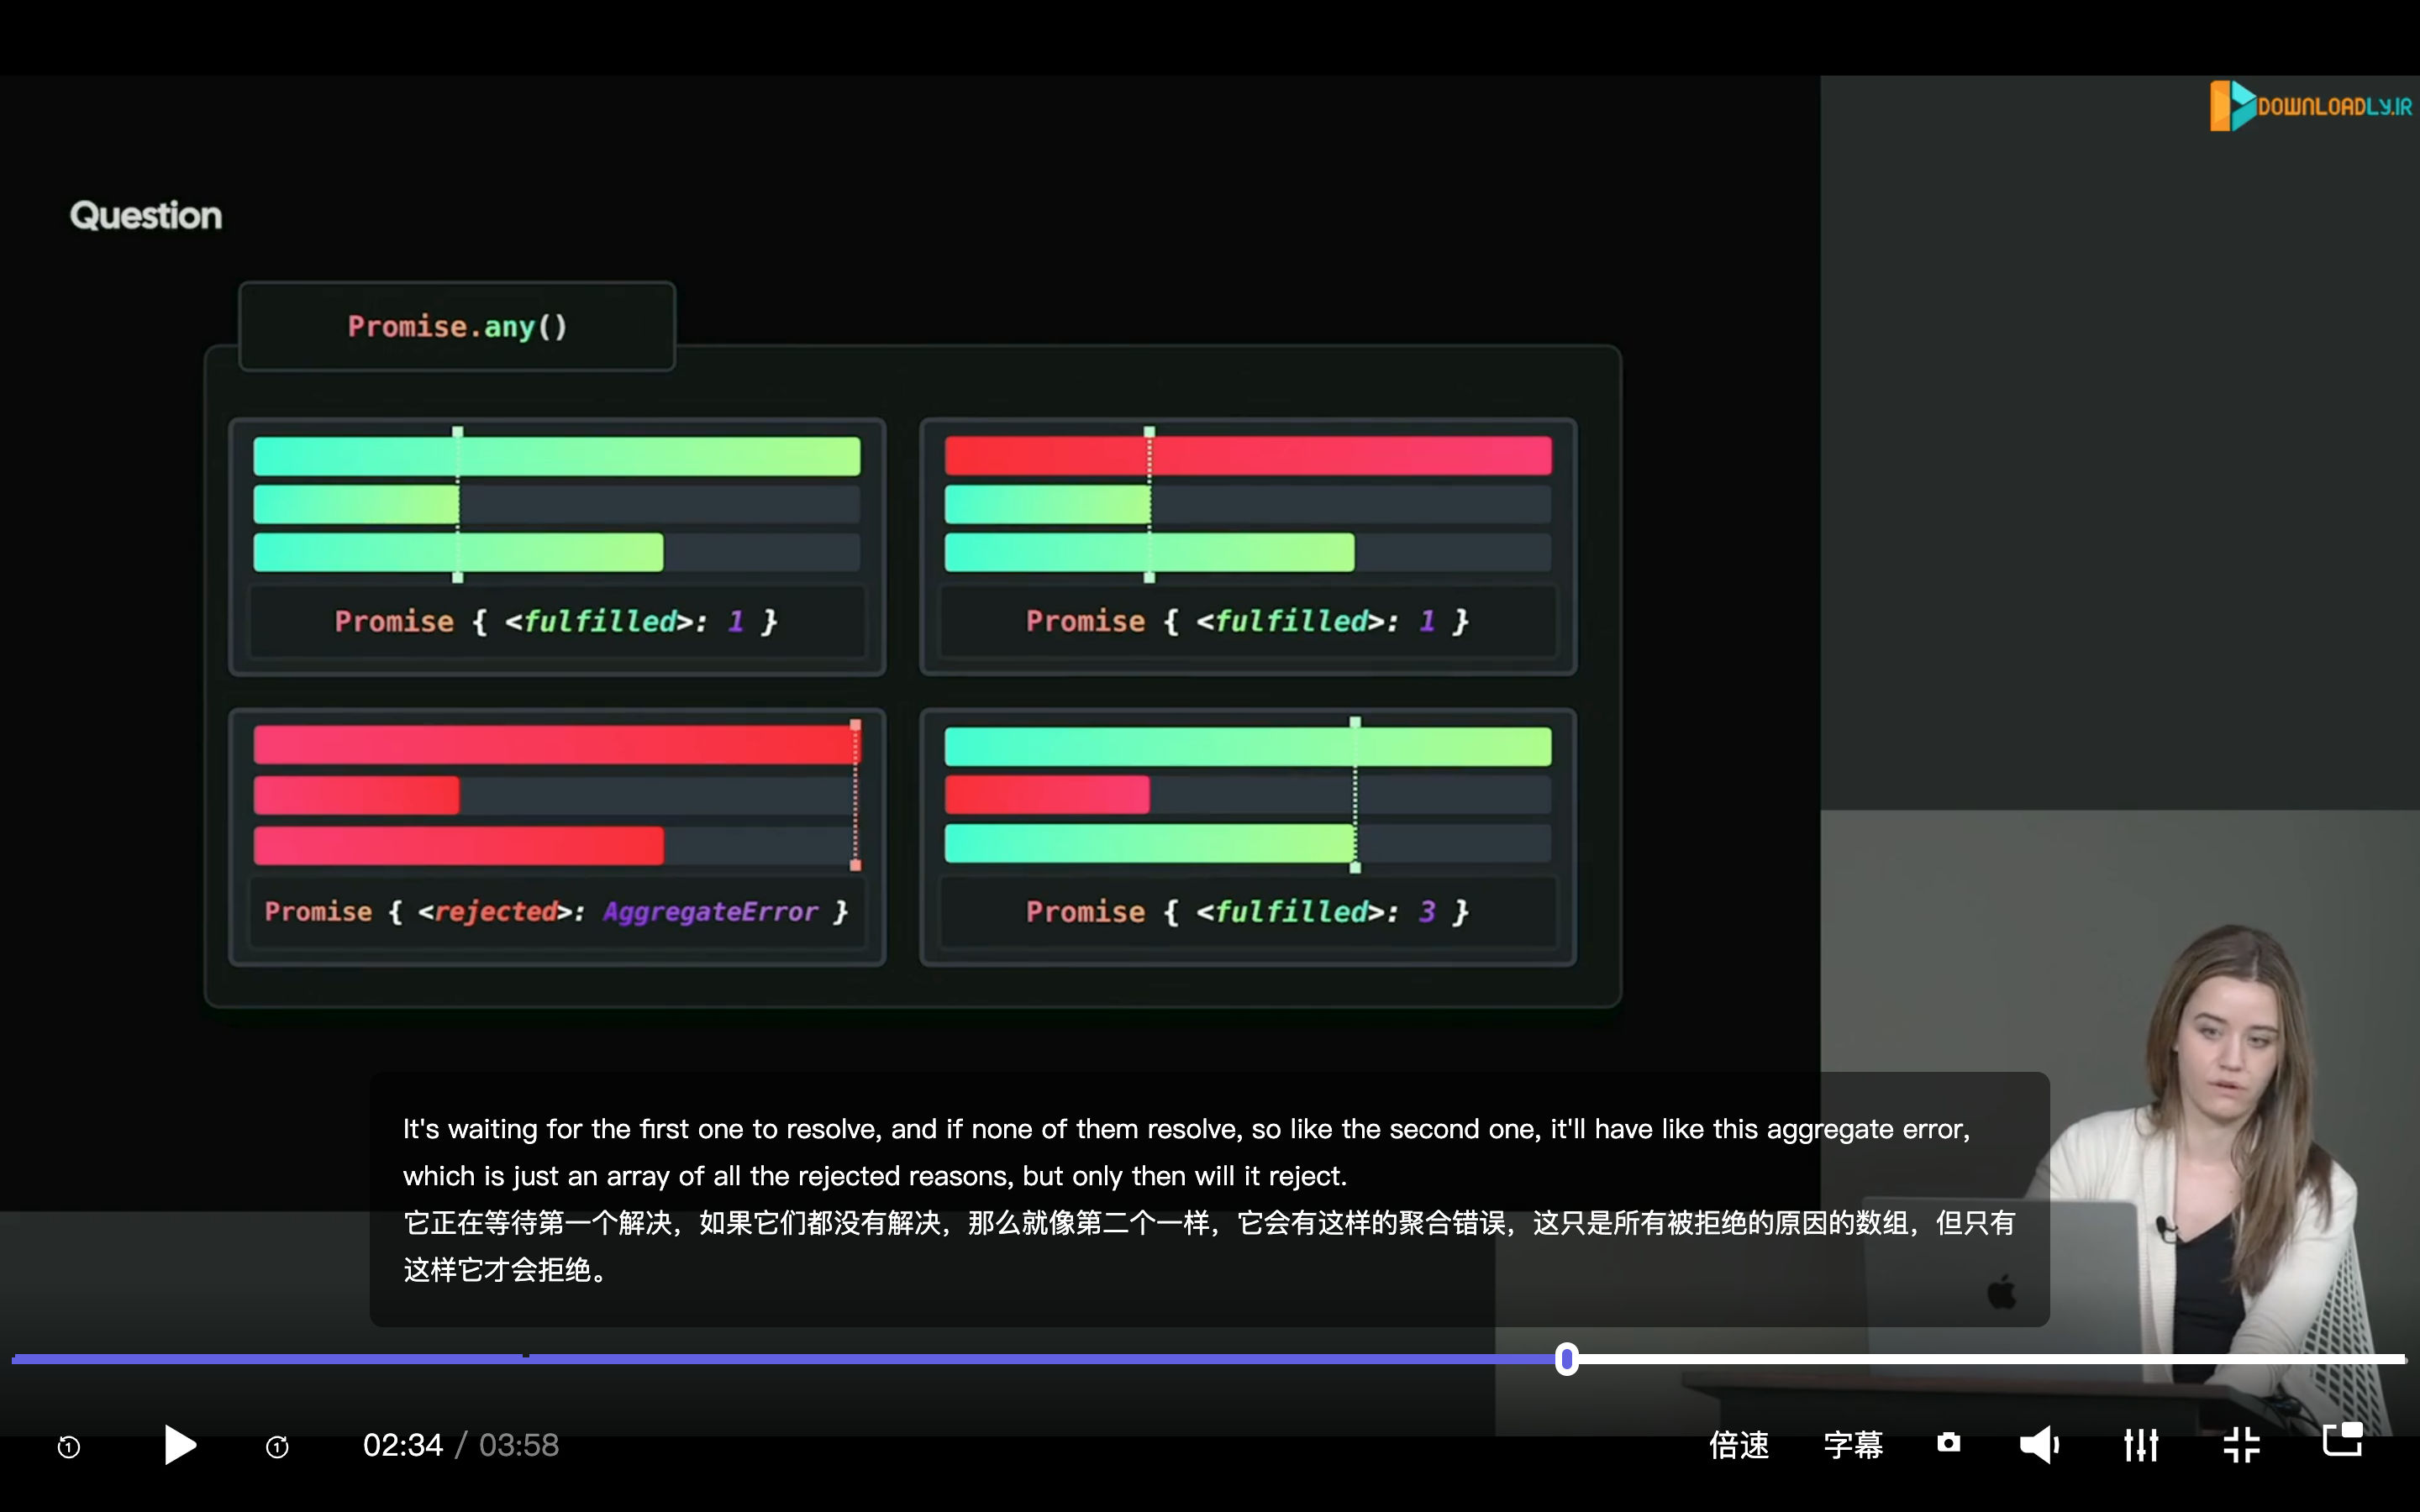 DOWNLOADLY.IR
Question
Promise.any()
Promise { <fulfilled>: 1 }
Promise { <fulfilled>: 1 }
Promise { <rejected>: AggregateError }
Promise { <fulfilled>: 3 }
It's waiting for the first one to resolve, and if none of them resolve, so like the second one, it'll have like this aggregate error,
which is just an array of all the rejected reasons, but only then will it reject.
它正在等待第一个解决，如果它们都没有解决，那么就像第二个一样，它会有这样的聚合错误，这只是所有被拒绝的原因的数组，但只有
这样它才会拒绝。
1
1
02:34 / 03:58
倍速
字幕